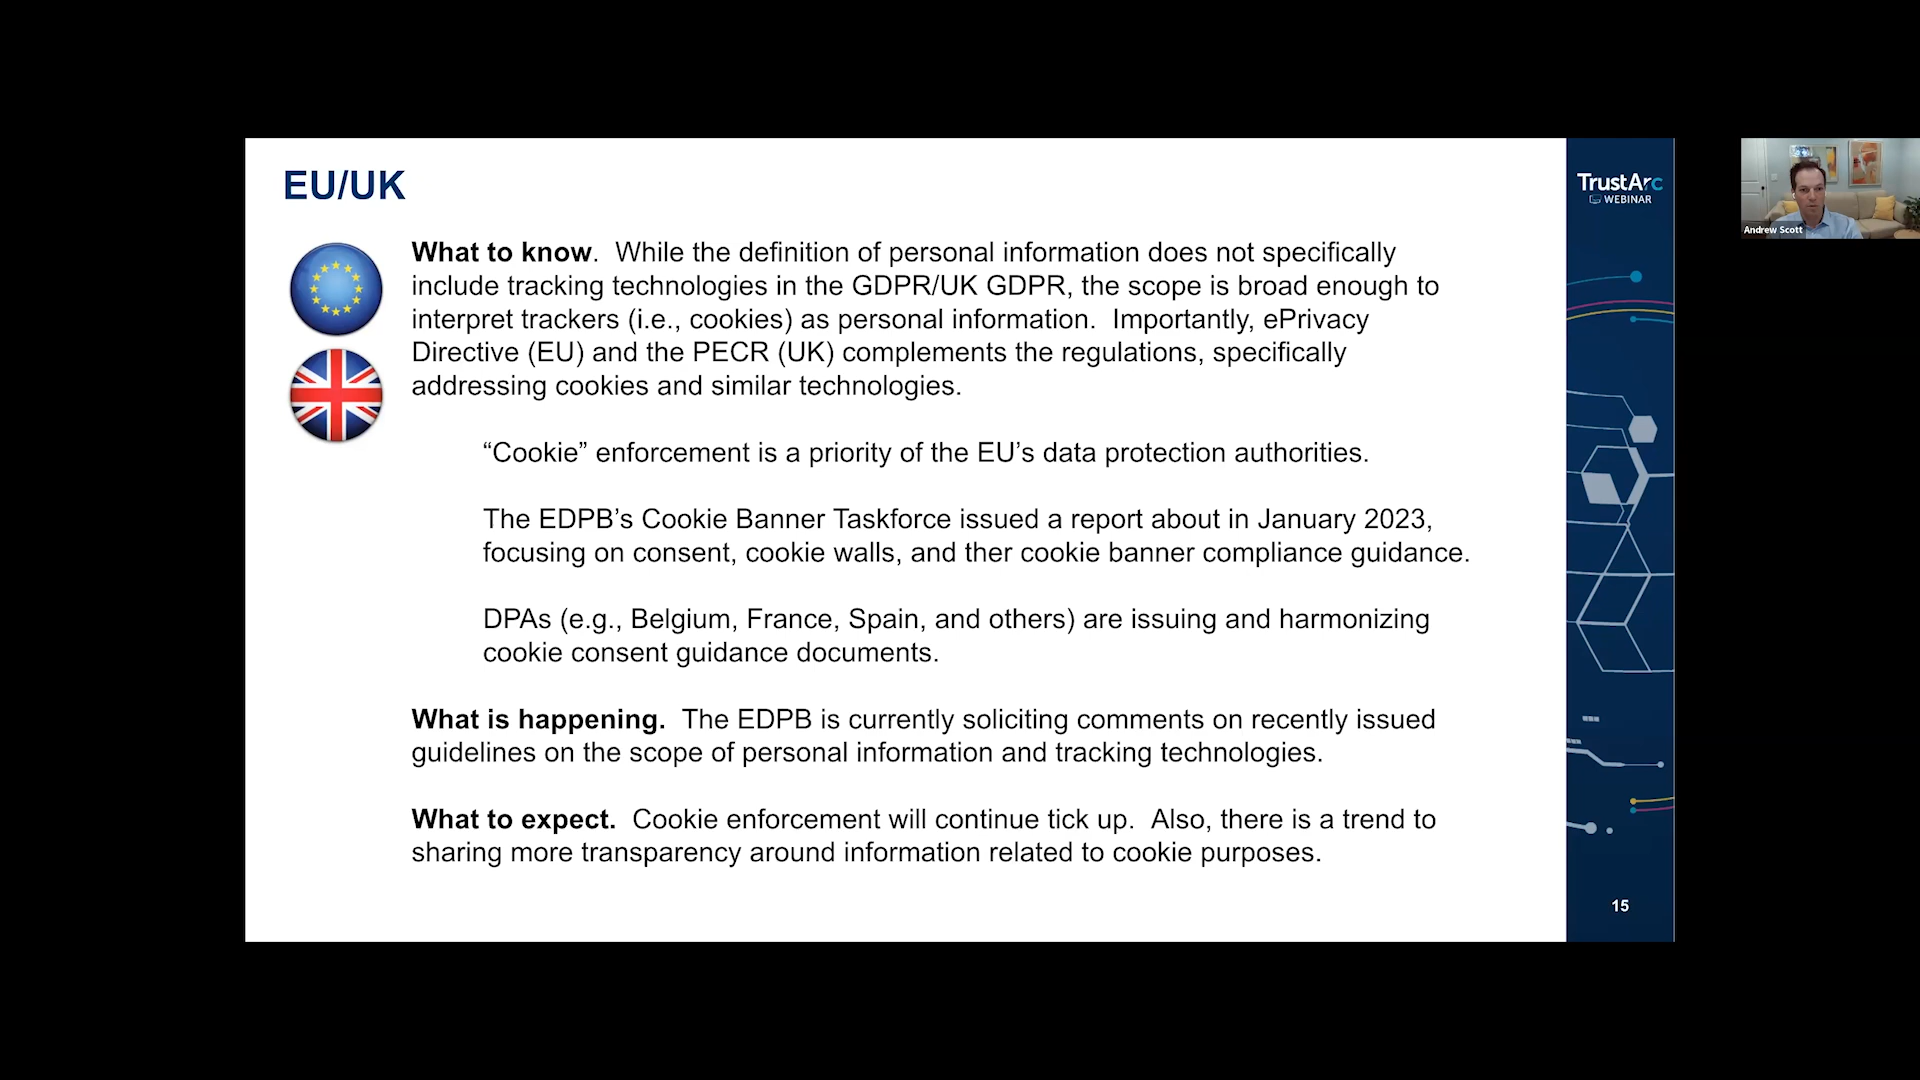 EU/UK
What to know.  While the definition of personal information does not specifically
include tracking technologies in the GDPR/UK GDPR, the scope is broad enough to
interpret trackers (i.e., cookies) as personal information.  Importantly, ePrivacy
Directive (EU) and the PECR (UK) complements the regulations, specifically
addressing cookies and similar technologies.
“Cookie” enforcement is a priority of the EU’s data protection authorities.
The EDPB’s Cookie Banner Taskforce issued a report about in January 2023,
focusing on consent, cookie walls, and ther cookie banner compliance guidance.
DPAs (e.g., Belgium, France, Spain, and others) are issuing and harmonizing
cookie consent guidance documents.
What is happening.  The EDPB is currently soliciting comments on recently issued
guidelines on the scope of personal information and tracking technologies.
What to expect.  Cookie enforcement will continue tick up.  Also, there is a trend to
sharing more transparency around information related to cookie purposes.
TrustArc
WEBINAR
15
Andrew Scott